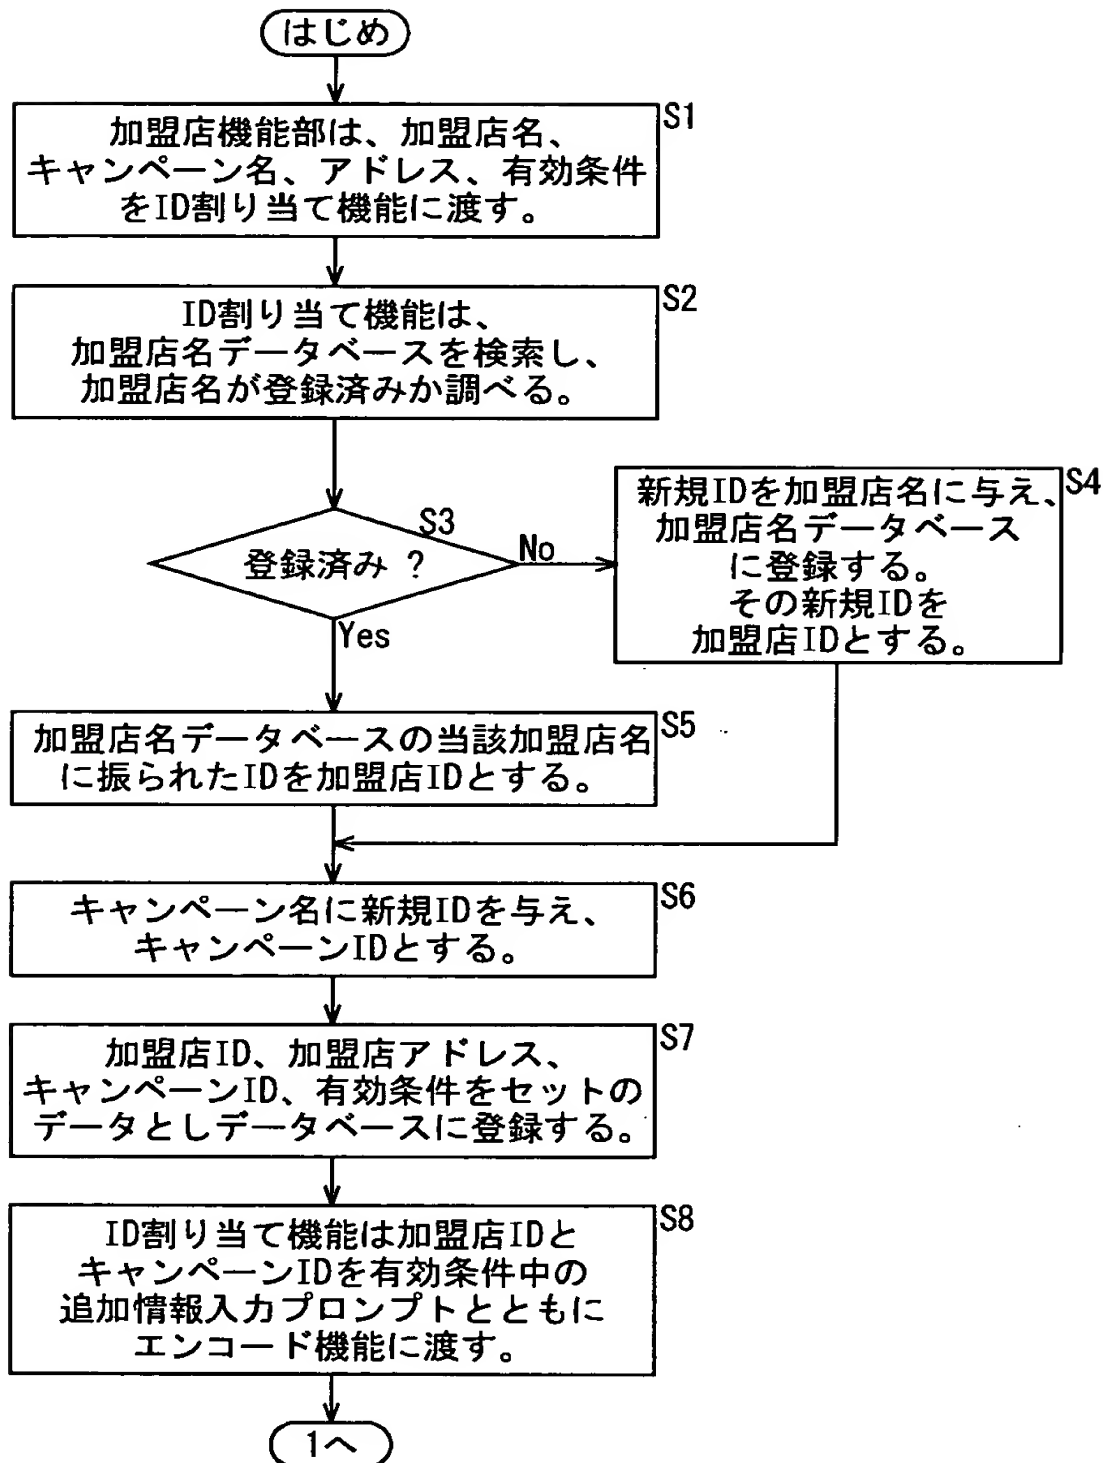 はじめ
S1
加盟店機能部は、加盟店名、
キャンペーン名、アドレス、有効条件
をID割り当て機能に渡す。
S2
ID割り当て機能は、
加盟店名データベースを検索し、
加盟店名が登録済みか調べる。
S3
登録済み ?
No
Yes
S4
新規IDを加盟店名に与え、
加盟店名データベース
に登録する。
その新規IDを
加盟店IDとする。
S5
加盟店名データベースの当該加盟店名
に振られたIDを加盟店IDとする。
S6
キャンペーン名に新規IDを与え、
キャンペーンIDとする。
S7
加盟店ID、加盟店アドレス、
キャンペーンID、有効条件をセットの
データとしデータベースに登録する。
S8
ID割り当て機能は加盟店IDと
キャンペーンIDを有効条件中の
追加情報入力プロンプトとともに
エンコード機能に渡す。
1へ